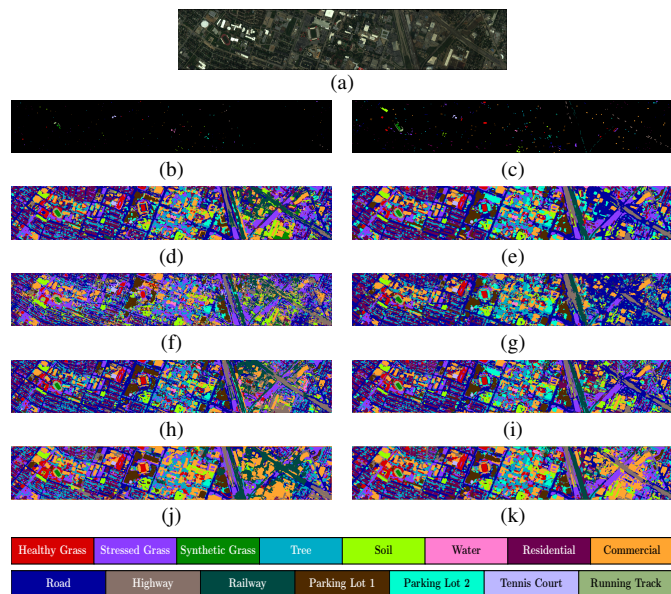 (a)
(b) (c)
(d) (e)
(f) (g)
(h) (i)
(j) (k)
Healthy Grass Stressed Grass Synthetic Grass Tree Soil Water Residential Commercial
Road Highway Railway Parking Lot 1 Parking Lot 2 Tennis Court Running Track